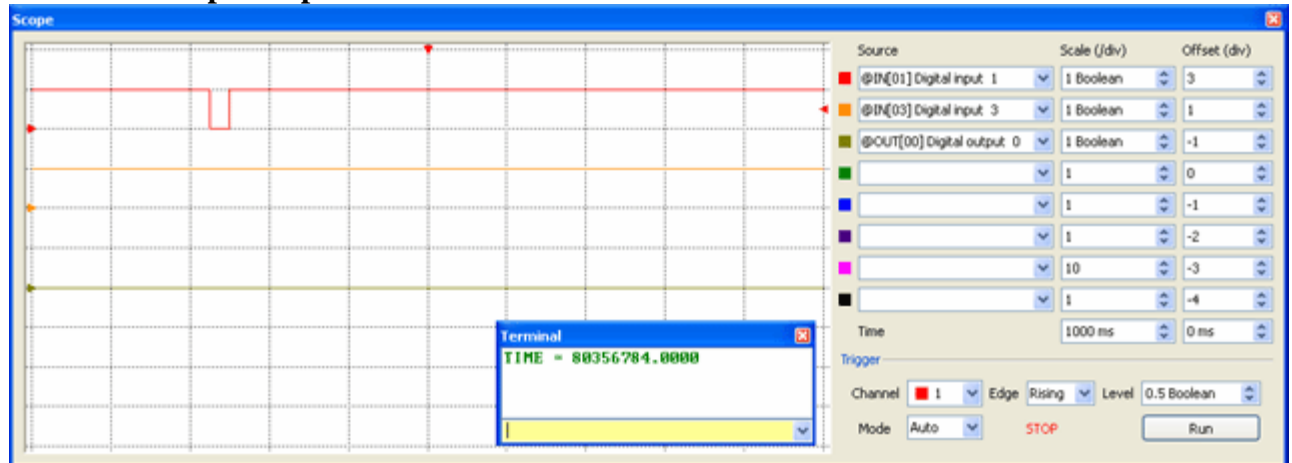 Scope
Source Scale (/div) Offset (div)
@IN[01] Digital input 1 1 Boolean 3
@IN[03] Digital input 3 1 Boolean 1
@OUT[00] Digital output 0 1 Boolean -1
1 0
1 -1
1 -2
10 -3
1 -4
Time 1000 ms 0 ms
Terminal
TIME = 80356784.0000
Trigger
Channel 1 Edge Rising Level 0.5 Boolean
Mode Auto STOP Run